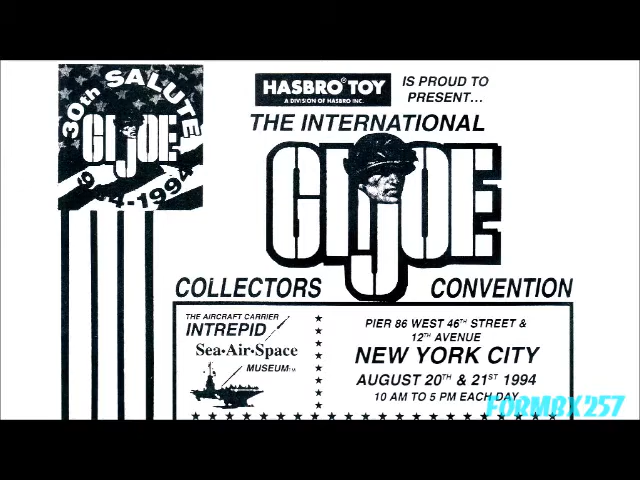 30th SALUTE
GI JOE
1964-1994
HASBRO® TOY
A DIVISION OF HASBRO INC.
IS PROUD TO
PRESENT...
THE INTERNATIONAL
GI JOE
COLLECTORS CONVENTION
THE AIRCRAFT CARRIER
INTREPID
Sea·Air·Space
MUSEUM™
PIER 86 WEST 46TH STREET &
12TH AVENUE
NEW YORK CITY
AUGUST 20TH & 21ST 1994
10 AM TO 5 PM EACH DAY
FORMBX257